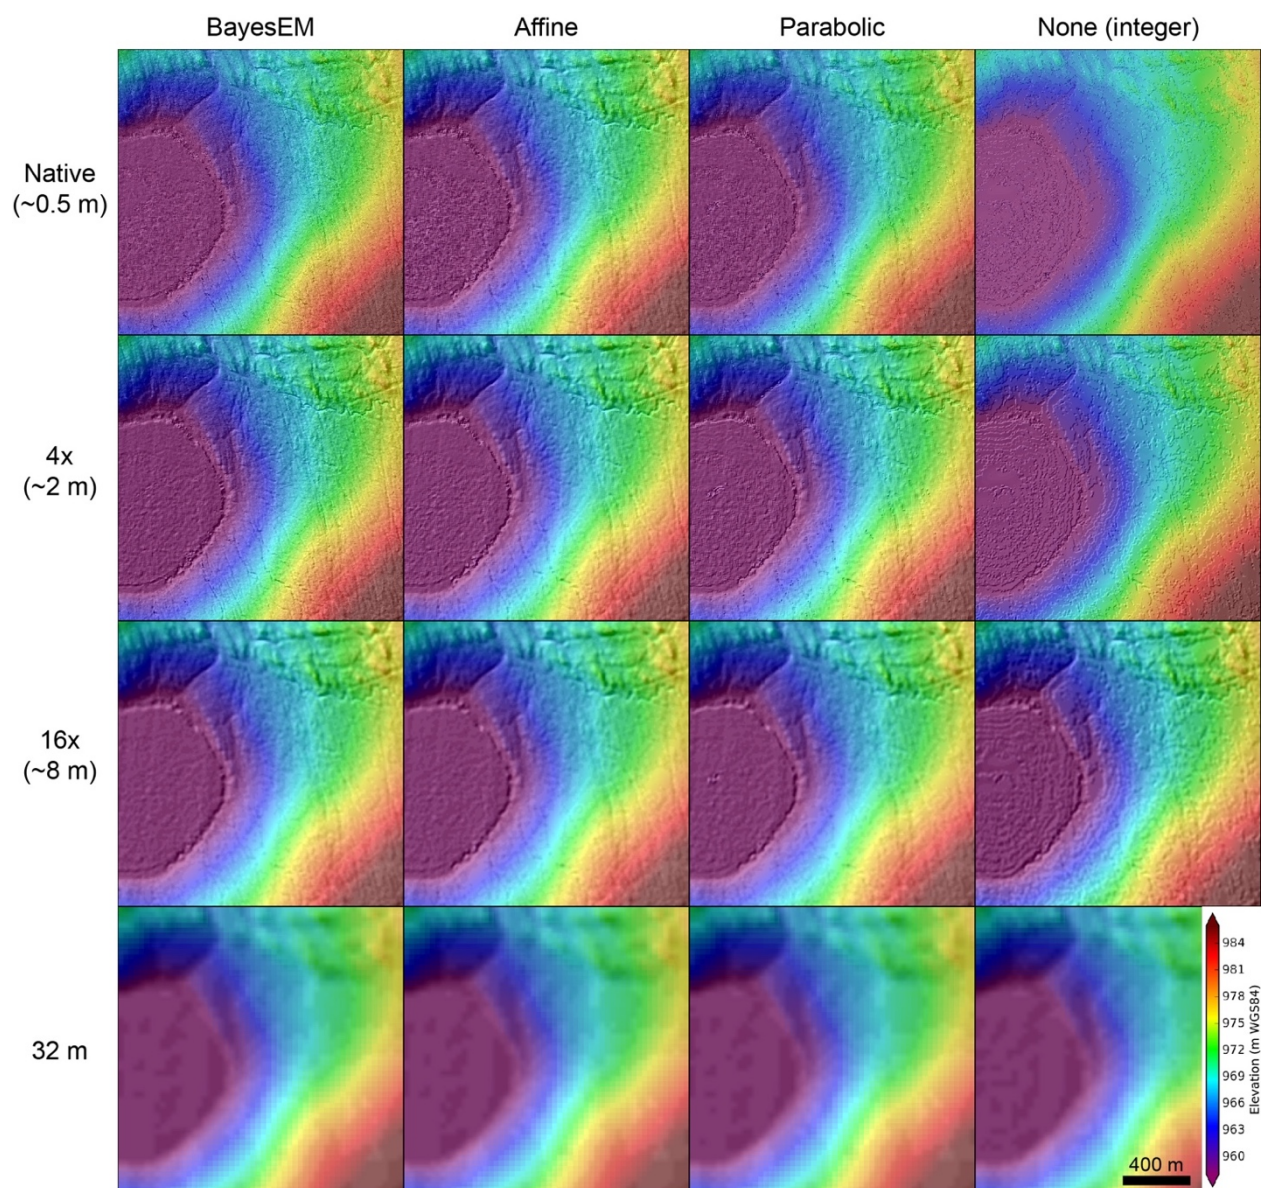 BayesEM Affine Parabolic None (integer)
Native
(~0.5 m)
4x
(~2 m)
16x
(~8 m)
32 m
984
981
978
975
972
969
966
963
960
Elevation (m WGS84)
400 m